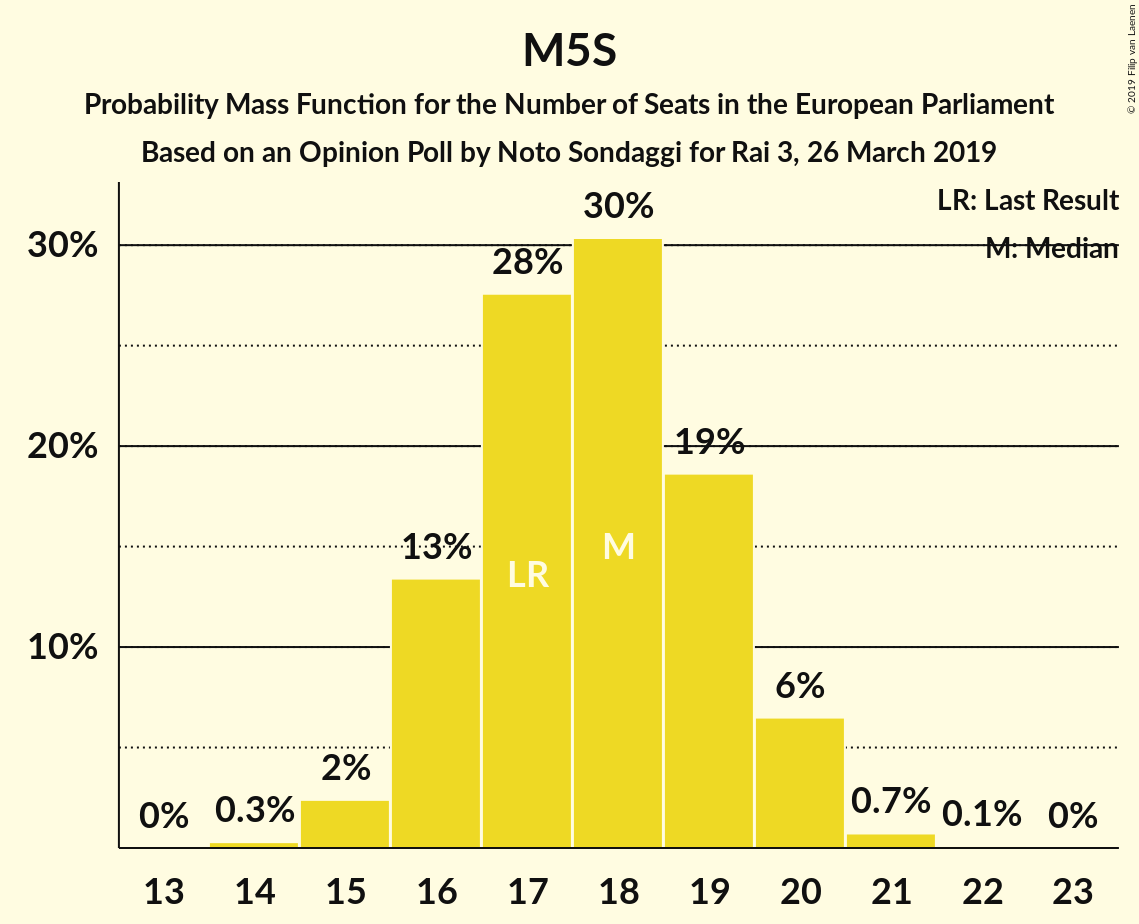 M5S
Probability Mass Function for the Number of Seats in the European Parliament
Based on an Opinion Poll by Noto Sondaggi for Rai 3, 26 March 2019
© 2019 Filip van Laenen
LR: Last Result
M: Median
30%
20%
10%
0%
0.3%
2%
13%
28%
30%
19%
6%
0.7%
0.1%
0%
LR
M
13 14 15 16 17 18 19 20 21 22 23